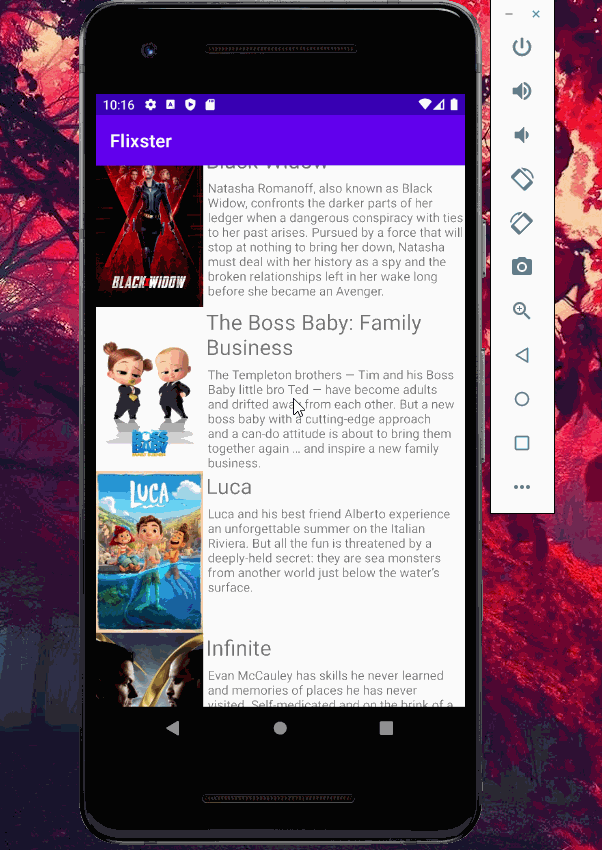 10:16
Flixster
Black Widow
Natasha Romanoff, also known as Black
Widow, confronts the darker parts of her
ledger when a dangerous conspiracy with ties
to her past arises. Pursued by a force that will
stop at nothing to bring her down, Natasha
must deal with her history as a spy and the
broken relationships left in her wake long
before she became an Avenger.
BLACK WIDOW
The Boss Baby: Family
Business
The Templeton brothers — Tim and his Boss
Baby little bro Ted — have become adults
and drifted away from each other. But a new
boss baby with a cutting-edge approach
and a can-do attitude is about to bring them
together again … and inspire a new family
business.
BOSS
BABY
Luca
LUCA
Luca and his best friend Alberto experience
an unforgettable summer on the Italian
Riviera. But all the fun is threatened by a
deeply-held secret: they are sea monsters
from another world just below the water's
surface.
Infinite
Evan McCauley has skills he never learned
and memories of places he has never
visited. Self-medicated and on the brink of a